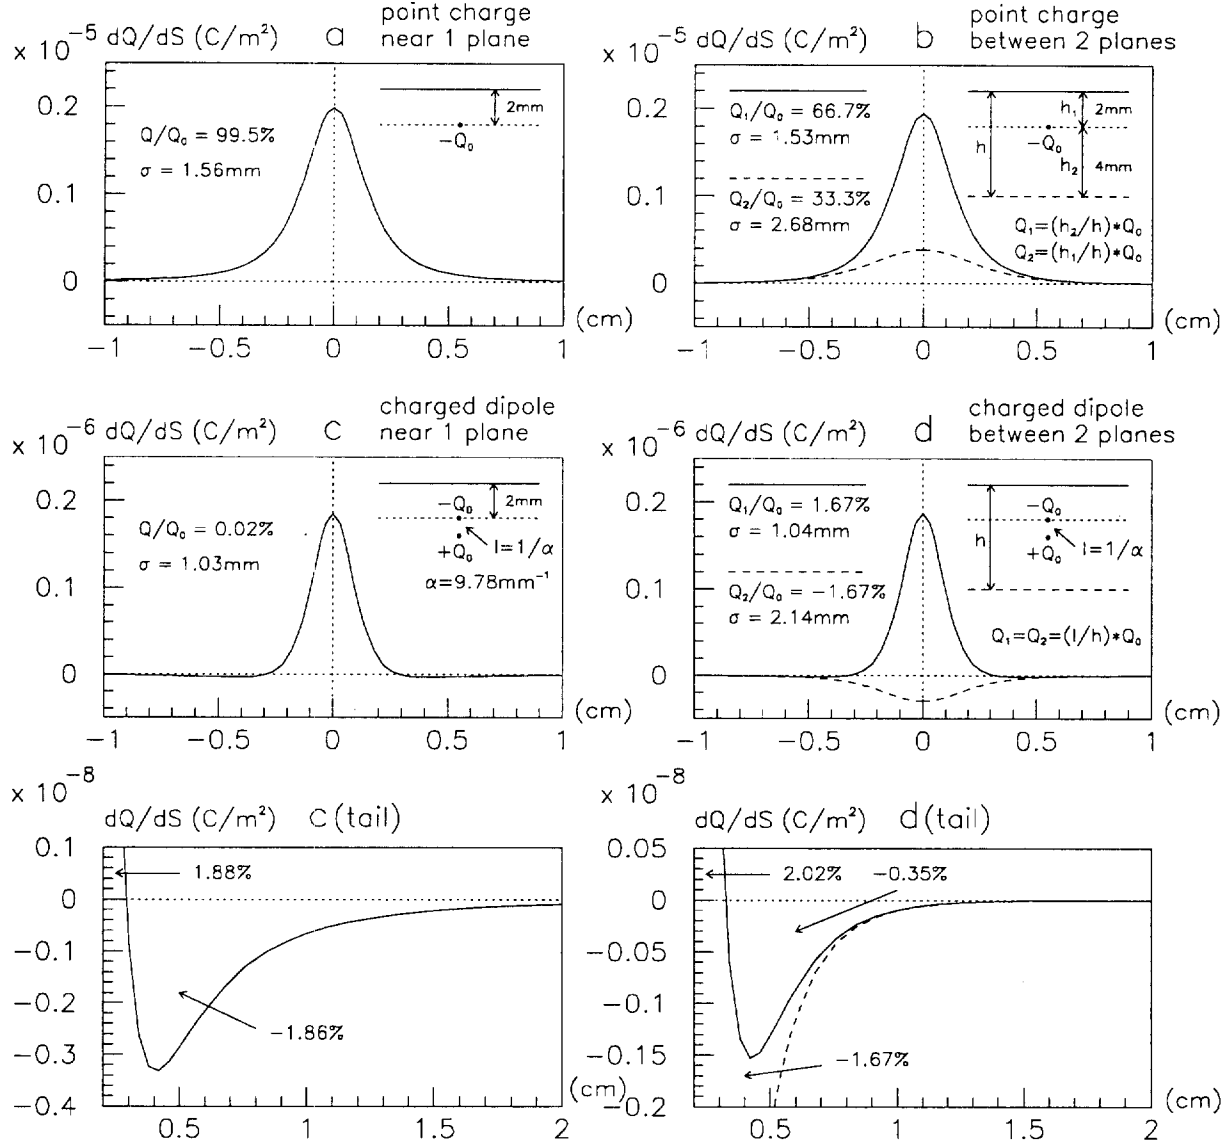 point charge
near 1 plane
a
x 10⁻⁵ dQ/dS (C/m²)
0.2
0.1
0
Q/Q₀ = 99.5%
σ = 1.56mm
2mm
−Q₀
−1 −0.5 0 0.5 1
(cm)
point charge
between 2 planes
b
x 10⁻⁵ dQ/dS (C/m²)
0.2
0.1
0
Q₁/Q₀ = 66.7%
σ = 1.53mm
Q₂/Q₀ = 33.3%
σ = 2.68mm
h₁ 2mm
−Q₀
h
h₂ 4mm
Q₁=(h₂/h)*Q₀
Q₂=(h₁/h)*Q₀
−1 −0.5 0 0.5 1
(cm)
charged dipole
near 1 plane
c
x 10⁻⁶ dQ/dS (C/m²)
0.2
0.1
0
Q/Q₀ = 0.02%
σ = 1.03mm
−Q₀
2mm
+Q₀
l=1/α
α=9.78mm⁻¹
−1 −0.5 0 0.5 1
(cm)
charged dipole
between 2 planes
d
x 10⁻⁶ dQ/dS (C/m²)
0.2
0.1
0
Q₁/Q₀ = 1.67%
σ = 1.04mm
Q₂/Q₀ = −1.67%
σ = 2.14mm
−Q₀
h
+Q₀
l=1/α
Q₁=Q₂=(l/h)*Q₀
−1 −0.5 0 0.5 1
(cm)
x 10⁻⁸
dQ/dS (C/m²) c (tail)
0.1
0
−0.1
−0.2
−0.3
−0.4
1.88%
−1.86%
0.5 1 1.5 2
(cm)
x 10⁻⁸
dQ/dS (C/m²) d (tail)
0.05
0
−0.05
−0.1
−0.15
−0.2
2.02% −0.35%
−1.67%
0.5 1 1.5 2
(cm)